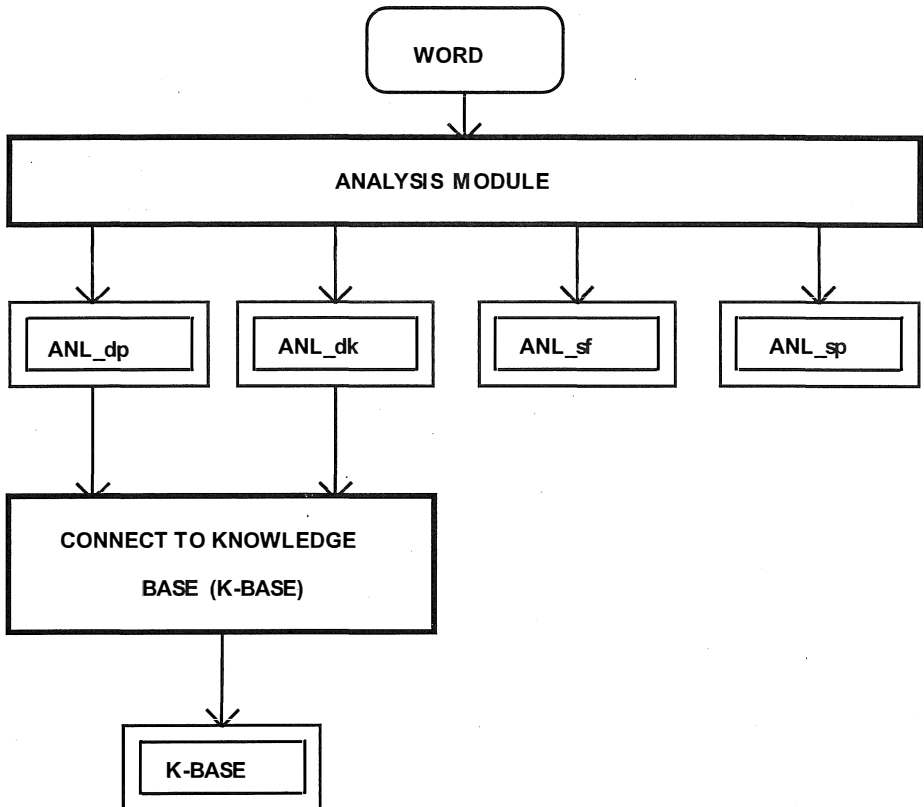 WORD
ANALYSIS MODULE
ANL_dp
ANL_dk
ANL_sf
ANL_sp
CONNECT TO KNOWLEDGE
BASE (K-BASE)
K-BASE